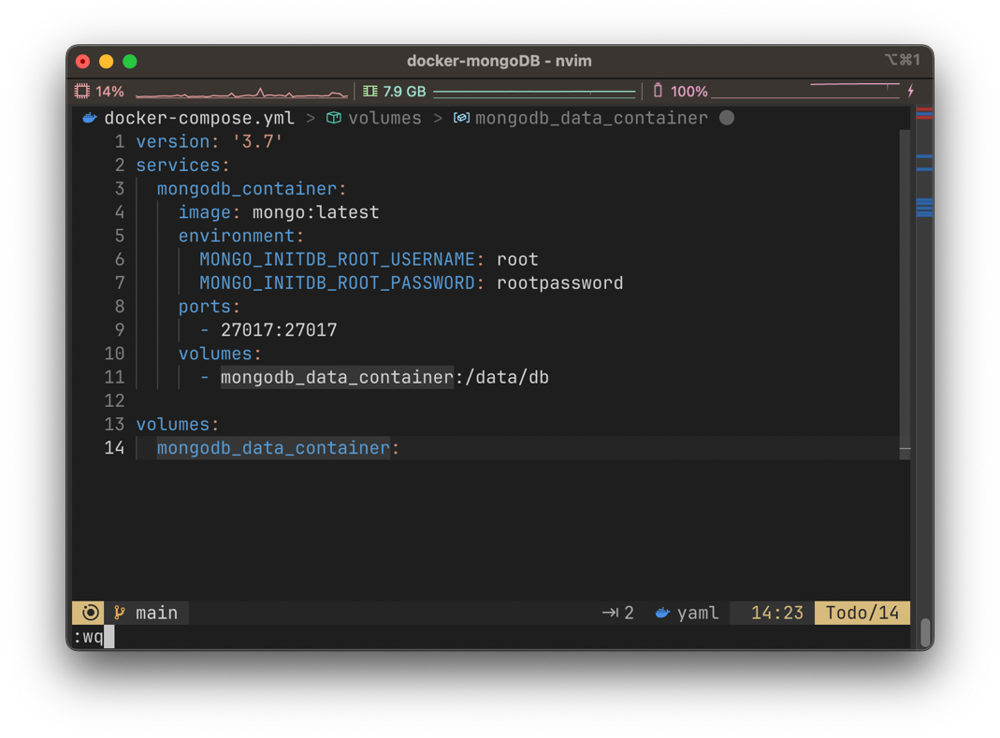 docker-mongoDB - nvim
⌥⌘1
14% 7.9 GB 100%
docker-compose.yml > volumes > mongodb_data_container
1 version: '3.7'
2 services:
3   mongodb_container:
4     image: mongo:latest
5     environment:
6       MONGO_INITDB_ROOT_USERNAME: root
7       MONGO_INITDB_ROOT_PASSWORD: rootpassword
8     ports:
9       - 27017:27017
10     volumes:
11       - mongodb_data_container:/data/db
12
13 volumes:
14   mongodb_data_container:
main 2 yaml 14:23 Todo/14
:wq